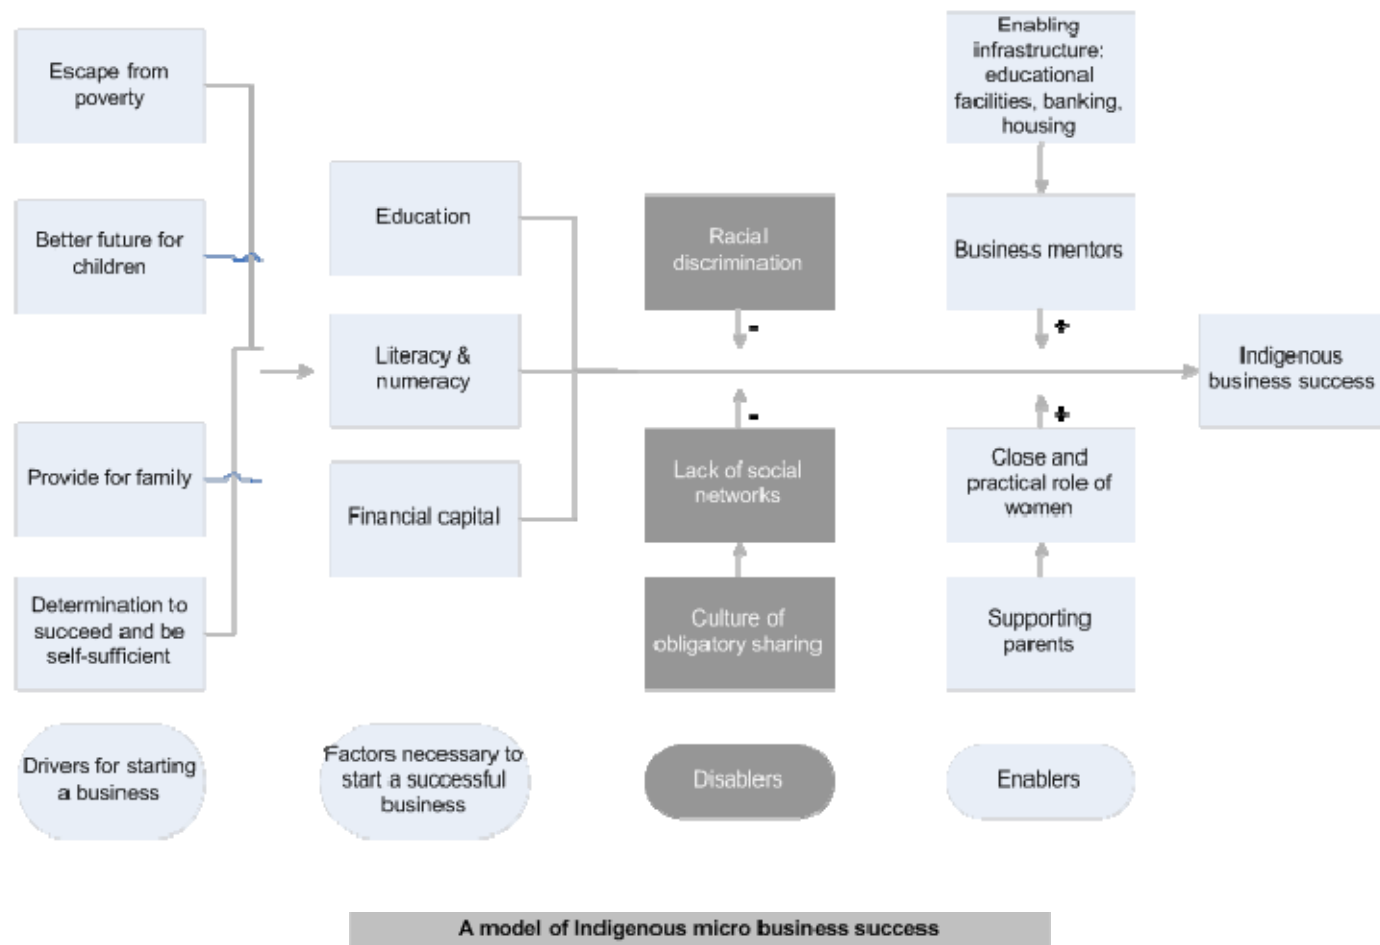 Escape from
poverty
Better future for
children
Provide for family
Determination to
succeed and be
self-sufficient
Drivers for starting
a business
Education
Literacy &
numeracy
Financial capital
Factors necessary to
start a successful
business
Racial
discrimination
-
-
Lack of social
networks
Culture of
obligatory sharing
Disablers
Enabling
infrastructure:
educational
facilities, banking,
housing
Business mentors
+
+
Close and
practical role of
women
Supporting
parents
Enablers
Indigenous
business success
A model of Indigenous micro business success